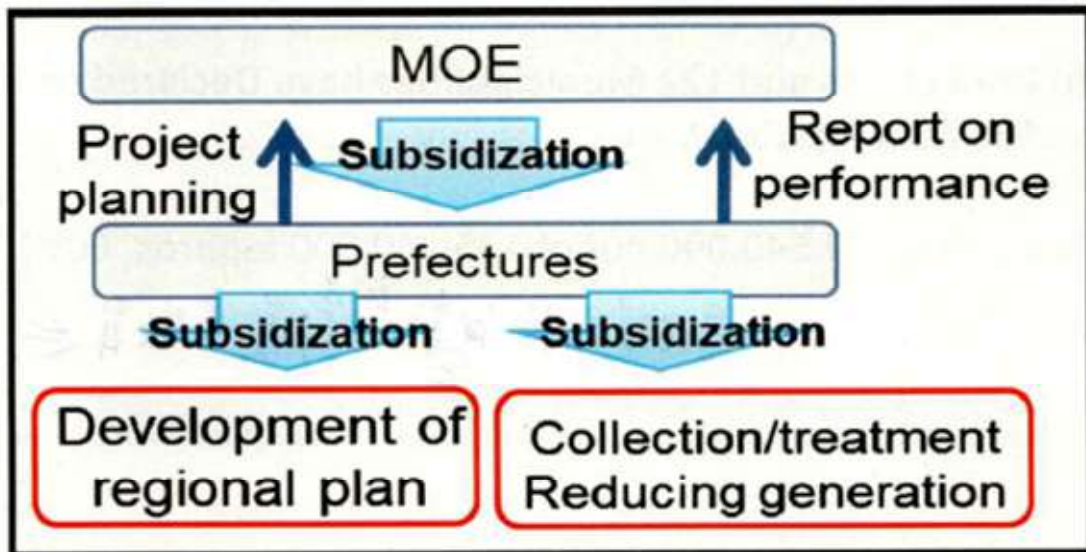 MOE
Project
planning
Subsidization
Report on
performance
Prefectures
Subsidization
Subsidization
Development of
regional plan
Collection/treatment
Reducing generation